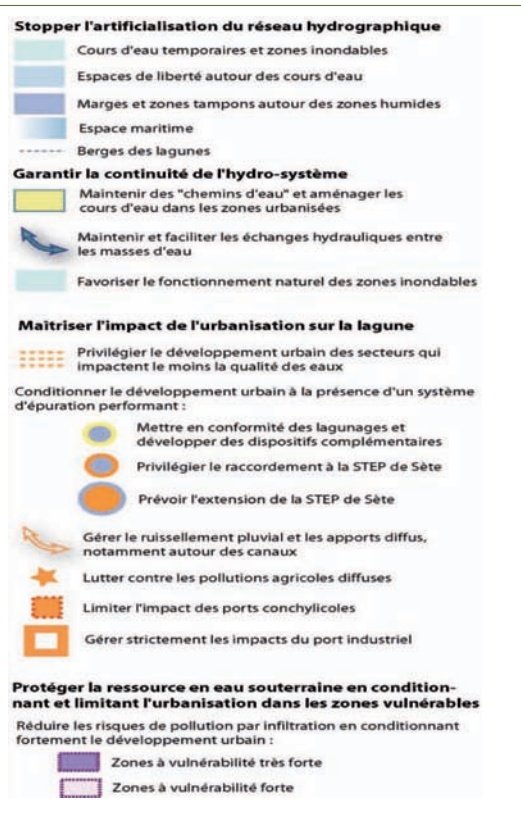 Stopper l'artificialisation du réseau hydrographique
Cours d'eau temporaires et zones inondables
Espaces de liberté autour des cours d'eau
Marges et zones tampons autour des zones humides
Espace maritime
Berges des lagunes
Garantir la continuité de l'hydro-système
Maintenir des "chemins d'eau" et aménager les
cours d'eau dans les zones urbanisées
Maintenir et faciliter les échanges hydrauliques entre
les masses d'eau
Favoriser le fonctionnement naturel des zones inondables
Maîtriser l'impact de l'urbanisation sur la lagune
Privilégier le développement urbain des secteurs qui
impactent le moins la qualité des eaux
Conditionner le développement urbain à la présence d'un système
d'épuration performant :
Mettre en conformité des lagunages et
développer des dispositifs complémentaires
Privilégier le raccordement à la STEP de Sète
Prévoir l'extension de la STEP de Sète
Gérer le ruissellement pluvial et les apports diffus,
notamment autour des canaux
Lutter contre les pollutions agricoles diffuses
Limiter l'impact des ports conchylicoles
Gérer strictement les impacts du port industriel
Protéger la ressource en eau souterraine en condition-
nant et limitant l'urbanisation dans les zones vulnérables
Réduire les risques de pollution par infiltration en conditionnant
fortement le développement urbain :
Zones à vulnérabilité très forte
Zones à vulnérabilité forte